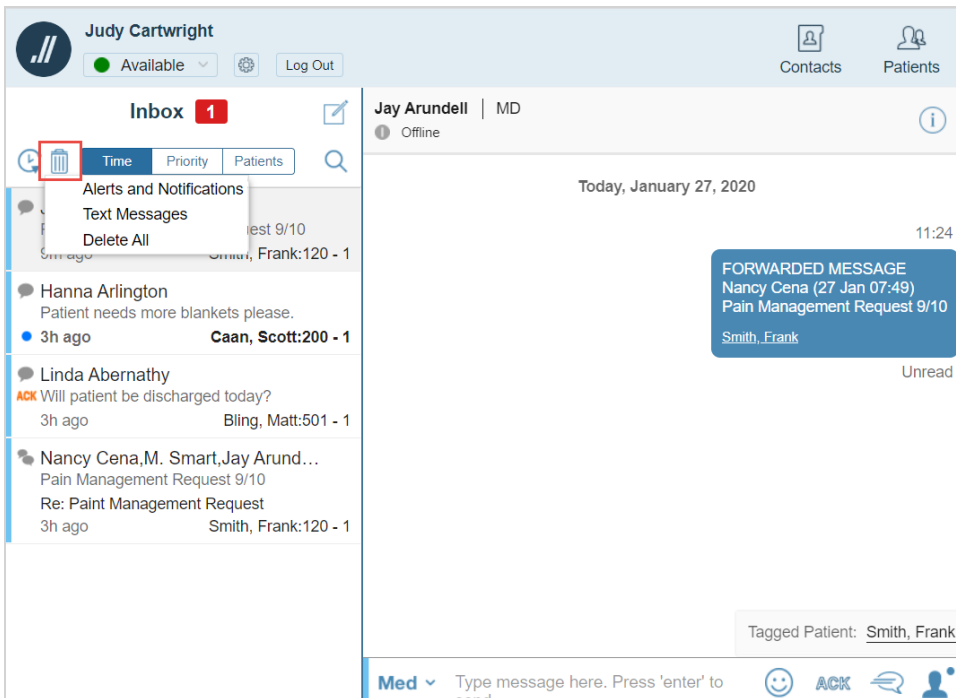 Judy Cartwright
Available
Log Out
Contacts
Patients
Inbox 1
Time Priority Patients
Alerts and Notifications
Text Messages
Delete All
est 9/10
9m ago Smith, Frank:120 - 1
Hanna Arlington
Patient needs more blankets please.
3h ago Caan, Scott:200 - 1
Linda Abernathy
ACK Will patient be discharged today?
3h ago Bling, Matt:501 - 1
Nancy Cena,M. Smart,Jay Arund...
Pain Management Request 9/10
Re: Paint Management Request
3h ago Smith, Frank:120 - 1
Jay Arundell | MD
Offline
Today, January 27, 2020
11:24
FORWARDED MESSAGE
Nancy Cena (27 Jan 07:49)
Pain Management Request 9/10
Smith, Frank
Unread
Tagged Patient: Smith, Frank
Med Type message here. Press 'enter' to
ACK